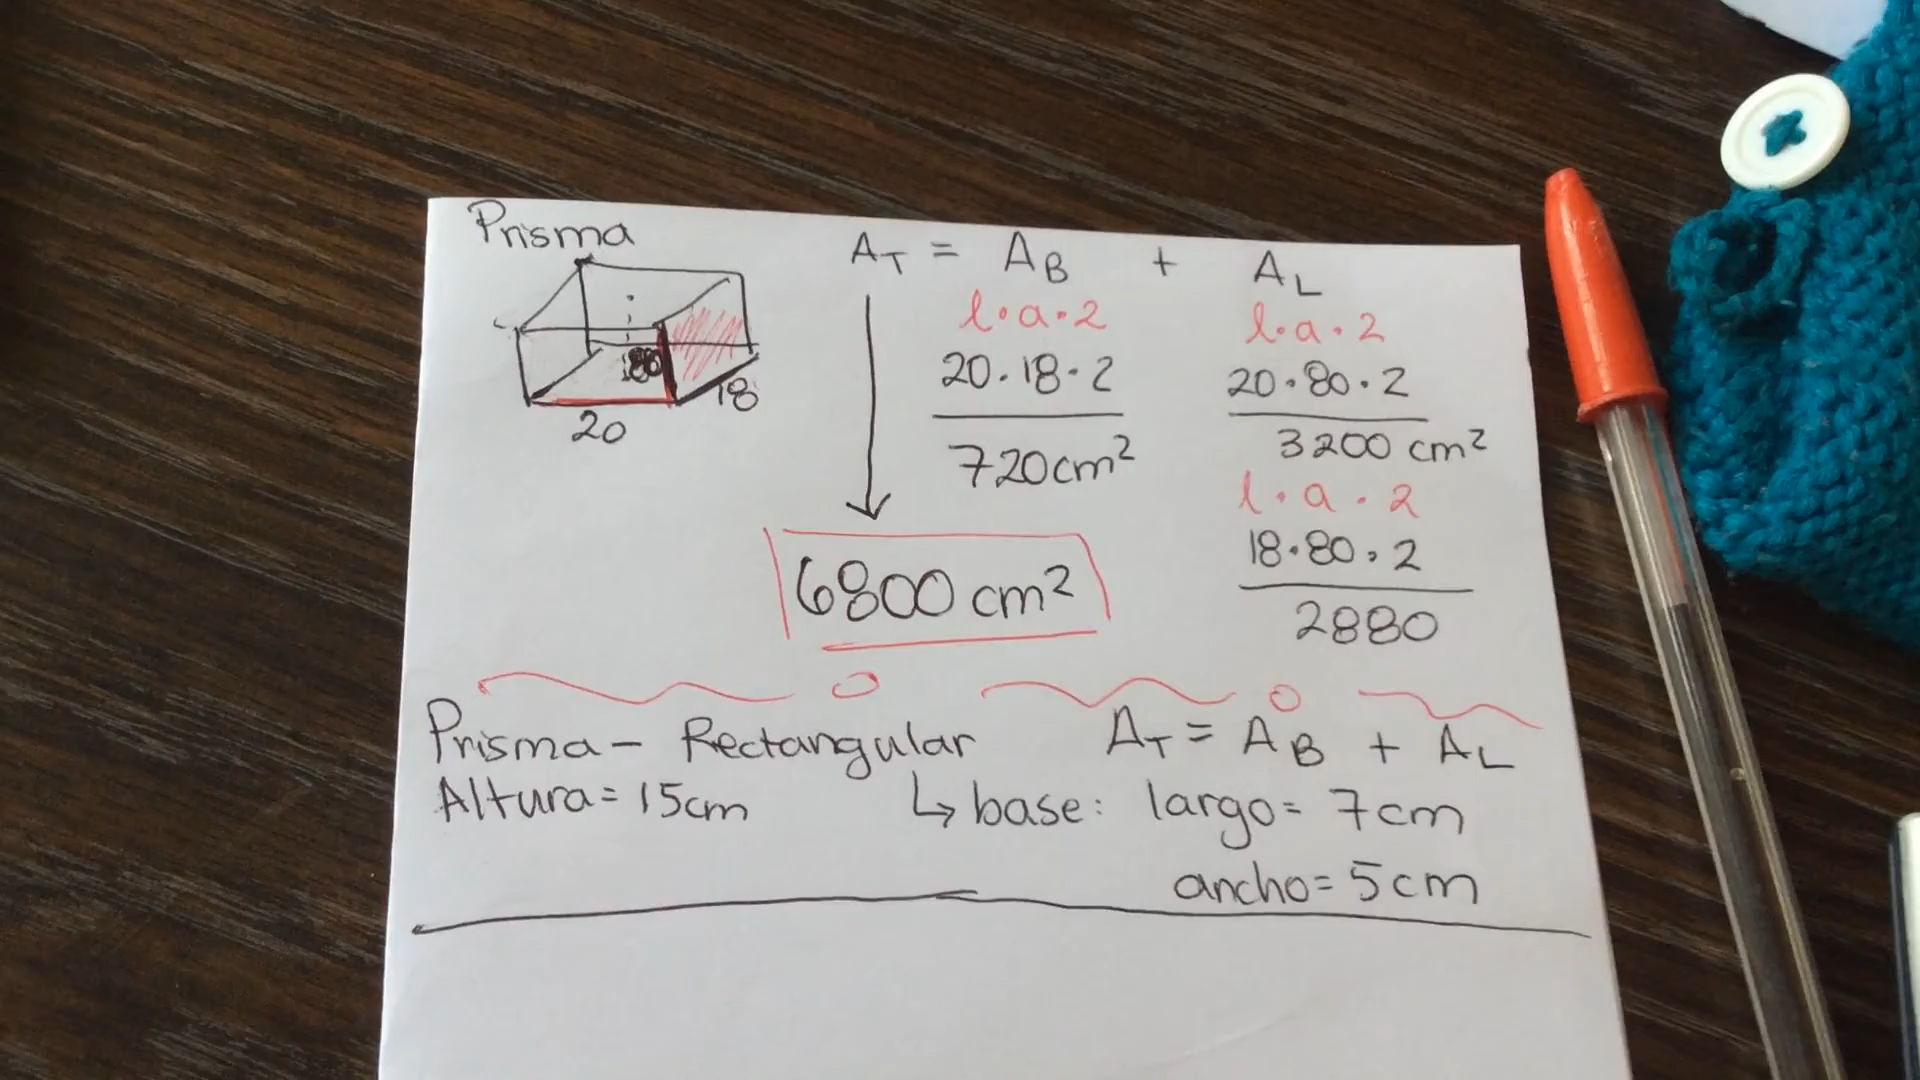 Prisma
80
18
20
A_T = A_B + A_L
l·a·2
20·18·2
720cm²
l·a·2
20·80·2
3200 cm²
l·a·2
18·80·2
2880
6800 cm²
Prisma - Rectangular A_T = A_B + A_L
Altura = 15cm ↳ base: largo = 7cm
ancho = 5cm